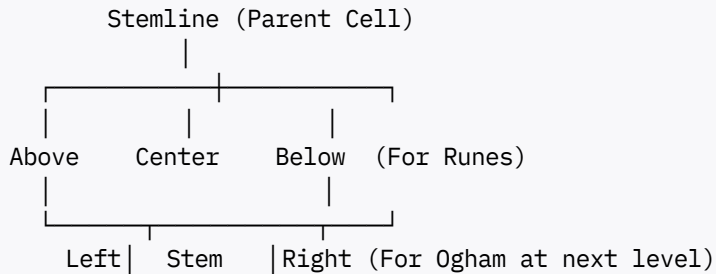 Stemline (Parent Cell)
Above Center Below (For Runes)
Left Stem Right (For Ogham at next level)